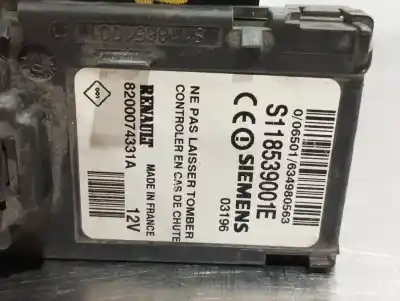 S118539001E
0/06501/634980563
CE SIEMENS
03196
NE PAS LAISSER TOMBER
CONTROLER EN CAS DE CHUTE
RENAULT
MADE IN FRANCE
8200074331A
12V